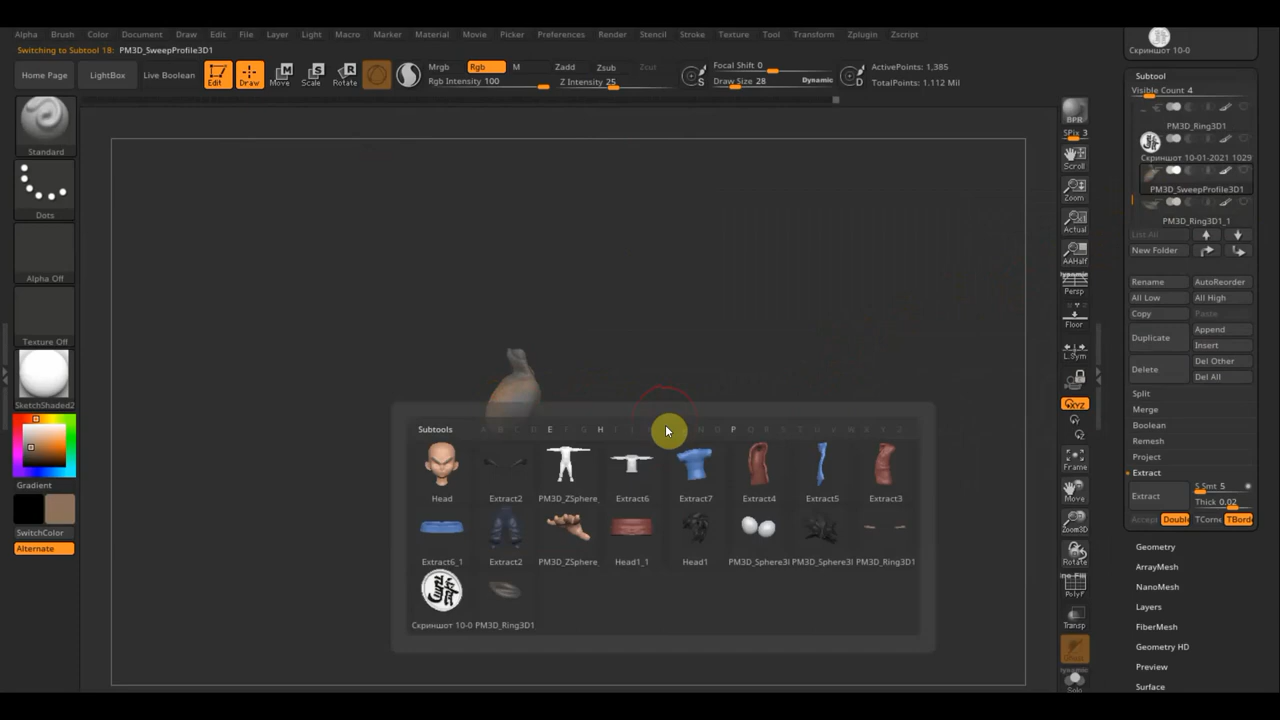 Alpha Brush Color Document Draw Edit File Layer Light Macro Marker Material Movie Picker Preferences Render Stencil Stroke Texture Tool Transform Zplugin Zscript
Switching to Subtool 18: PM3D_SweepProfile3D1
Home Page LightBox Live Boolean Edit Draw Move Scale Rotate
Mrgb Rgb M Zadd Zsub Zcut
Rgb Intensity 100 Z Intensity 25
S Focal Shift 0
Draw Size 28 Dynamic
D ActivePoints: 1,385
TotalPoints: 1.112 Mil
Standard
Dots
Alpha Off
Texture Off
SketchShaded2
Gradient
SwitchColor
Alternate
Subtools
E H P
Head Extract2 PM3D_ZSphere_ Extract6 Extract7 Extract4 Extract5 Extract3
Extract6_1 Extract2 PM3D_ZSphere_ Head1_1 Head1 PM3D_Sphere3I PM3D_Sphere3I PM3D_Ring3D1
Скриншот 10-0 PM3D_Ring3D1
BPR
SPix 3
Scroll
Zoom
Actual
AAHalf
Dynamic
Persp
Floor
L.Sym
XYZ
Frame
Move
Zoom3D
Rotate
PolyF
Transp
Ghost
Solo
Скриншот 10-0
Subtool
Visible Count 4
PM3D_Ring3D1
Скриншот 10-01-2021 1029
PM3D_SweepProfile3D1
PM3D_Ring3D1_1
List All
New Folder
Rename AutoReorder
All Low All High
Copy Paste
Duplicate Append
Insert
Delete Del Other
Del All
Split
Merge
Boolean
Remesh
Project
Extract
Extract S Smt 5
Thick 0.02
Accept Double TCorne TBorde
Geometry
ArrayMesh
NanoMesh
Layers
FiberMesh
Geometry HD
Preview
Surface